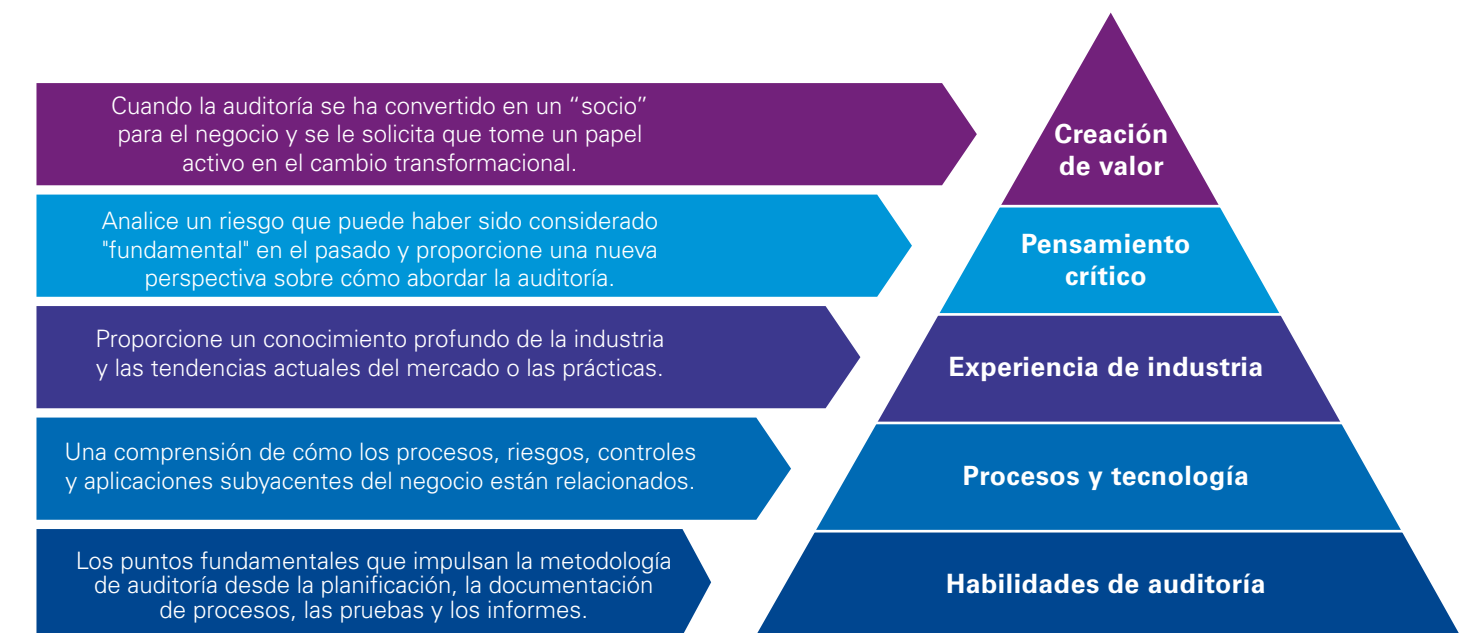 Cuando la auditoría se ha convertido en un “socio”
para el negocio y se le solicita que tome un papel
activo en el cambio transformacional.
Creación
de valor
Analice un riesgo que puede haber sido considerado
"fundamental" en el pasado y proporcione una nueva
perspectiva sobre cómo abordar la auditoría.
Pensamiento
crítico
Proporcione un conocimiento profundo de la industria
y las tendencias actuales del mercado o las prácticas.
Experiencia de industria
Una comprensión de cómo los procesos, riesgos, controles
y aplicaciones subyacentes del negocio están relacionados.
Procesos y tecnología
Los puntos fundamentales que impulsan la metodología
de auditoría desde la planificación, la documentación
de procesos, las pruebas y los informes.
Habilidades de auditoría